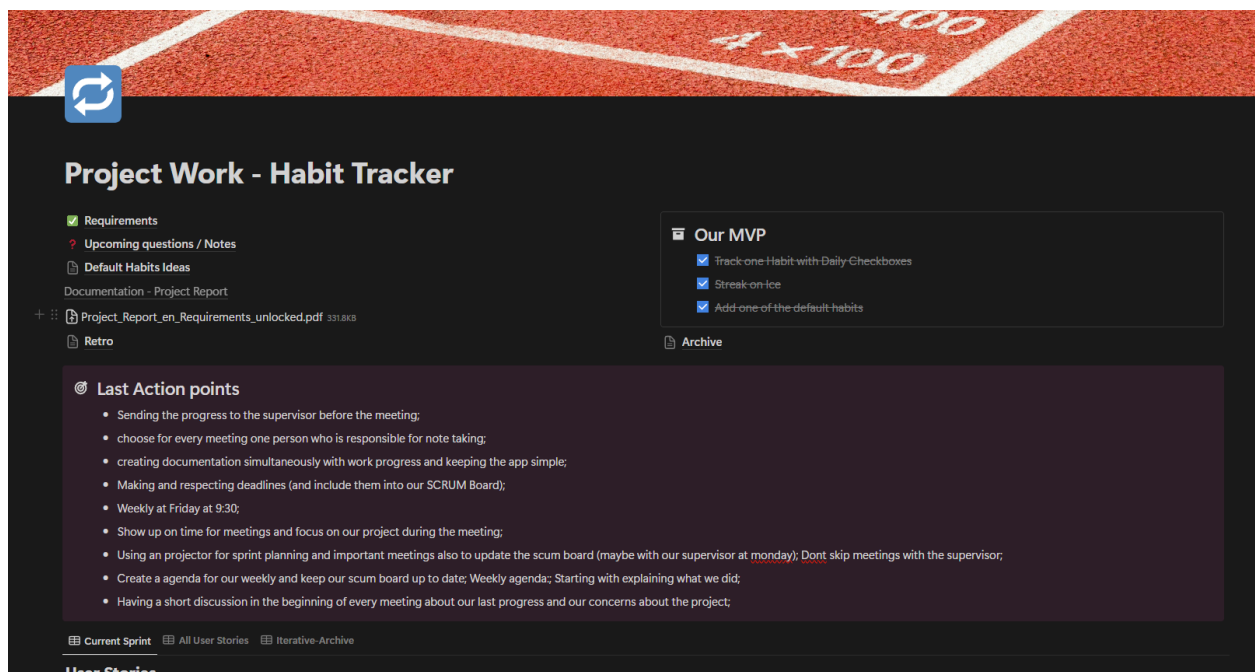 400
4 × 100
Project Work - Habit Tracker
Requirements
Upcoming questions / Notes
Default Habits Ideas
Documentation - Project Report
Project_Report_en_Requirements_unlocked.pdf 331.8KB
Retro
Our MVP
Track one Habit with Daily Checkboxes
Streak on Ice
Add one of the default habits
Archive
Last Action points
Sending the progress to the supervisor before the meeting;
choose for every meeting one person who is responsible for note taking;
creating documentation simultaneously with work progress and keeping the app simple;
Making and respecting deadlines (and include them into our SCRUM Board);
Weekly at Friday at 9:30;
Show up on time for meetings and focus on our project during the meeting;
Using an projector for sprint planning and important meetings also to update the scum board (maybe with our supervisor at monday); Dont skip meetings with the supervisor;
Create a agenda for our weekly and keep our scum board up to date; Weekly agenda:; Starting with explaining what we did;
Having a short discussion in the beginning of every meeting about our last progress and our concerns about the project;
Current Sprint All User Stories Iterative-Archive
User Stories